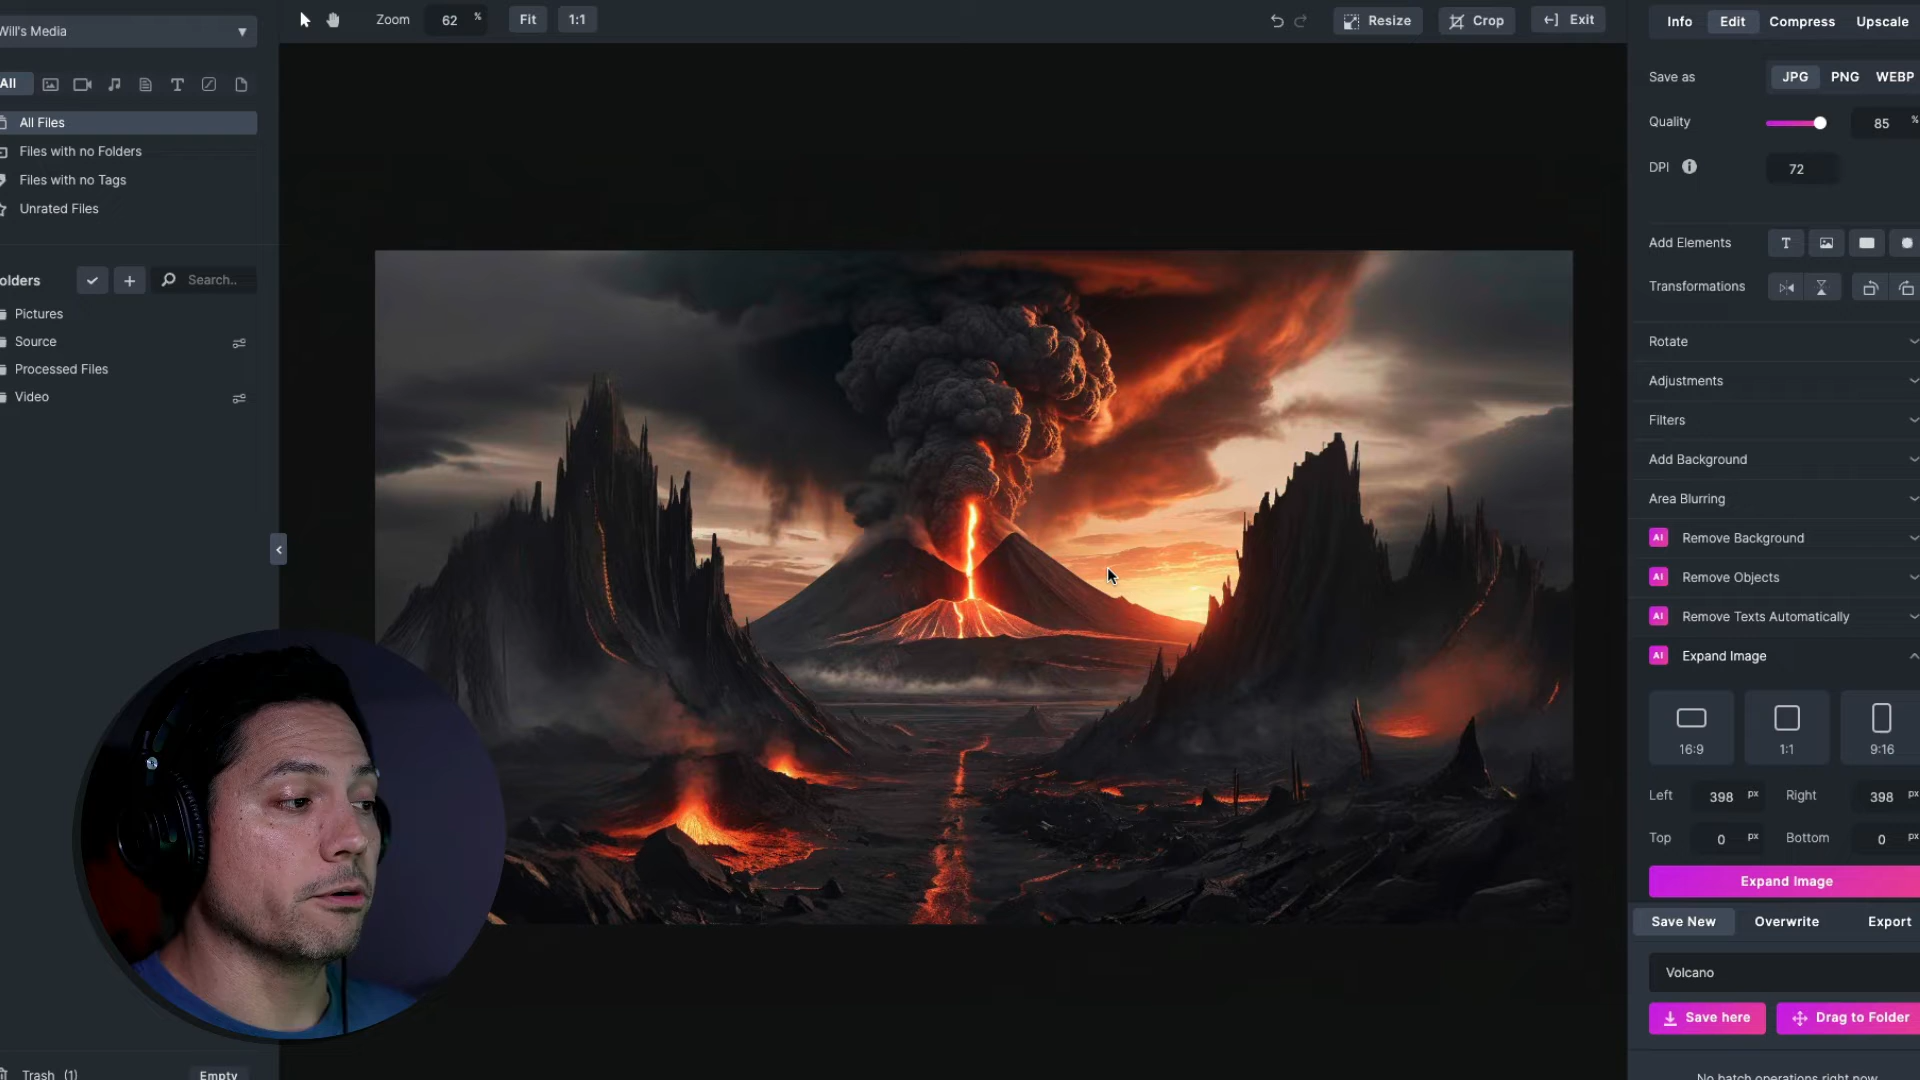 Will's Media
Zoom 62 % Fit 1:1 Resize Crop Exit
Info Edit Compress Upscale
All
All Files
Files with no Folders
Files with no Tags
Unrated Files
olders Search..
Pictures
Source
Processed Files
Video
Trash (1) Empty
Save as JPG PNG WEBP
Quality 85 %
DPI 72
Add Elements T
Transformations
Rotate
Adjustments
Filters
Add Background
Area Blurring
AI Remove Background
AI Remove Objects
AI Remove Texts Automatically
AI Expand Image
16:9 1:1 9:16
Left 398 px Right 398 px
Top 0 px Bottom 0 px
Expand Image
Save New Overwrite Export
Volcano
Save here Drag to Folder
No batch operations right now